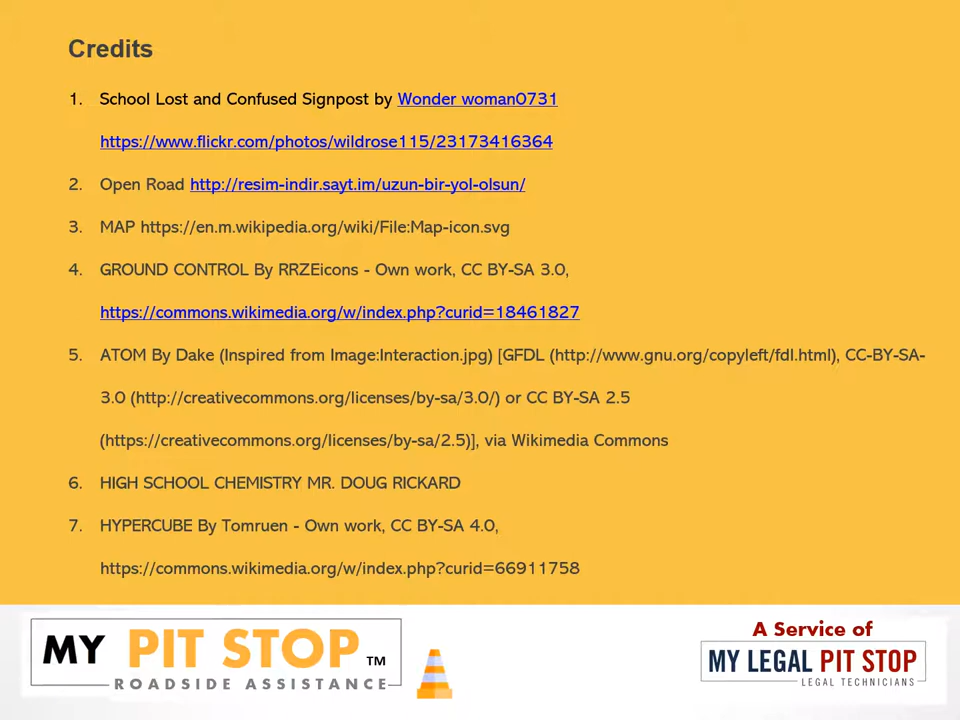 Credits
1. School Lost and Confused Signpost by Wonder woman0731
https://www.flickr.com/photos/wildrose115/23173416364
2. Open Road http://resim-indir.sayt.im/uzun-bir-yol-olsun/
3. MAP https://en.m.wikipedia.org/wiki/File:Map-icon.svg
4. GROUND CONTROL By RRZEicons - Own work, CC BY-SA 3.0,
https://commons.wikimedia.org/w/index.php?curid=18461827
5. ATOM By Dake (Inspired from Image:Interaction.jpg) [GFDL (http://www.gnu.org/copyleft/fdl.html), CC-BY-SA-
3.0 (http://creativecommons.org/licenses/by-sa/3.0/) or CC BY-SA 2.5
(https://creativecommons.org/licenses/by-sa/2.5)], via Wikimedia Commons
6. HIGH SCHOOL CHEMISTRY MR. DOUG RICKARD
7. HYPERCUBE By Tomruen - Own work, CC BY-SA 4.0,
https://commons.wikimedia.org/w/index.php?curid=66911758
MY PIT STOP TM
ROADSIDE ASSISTANCE
A Service of
MY LEGAL PIT STOP
LEGAL TECHNICIANS